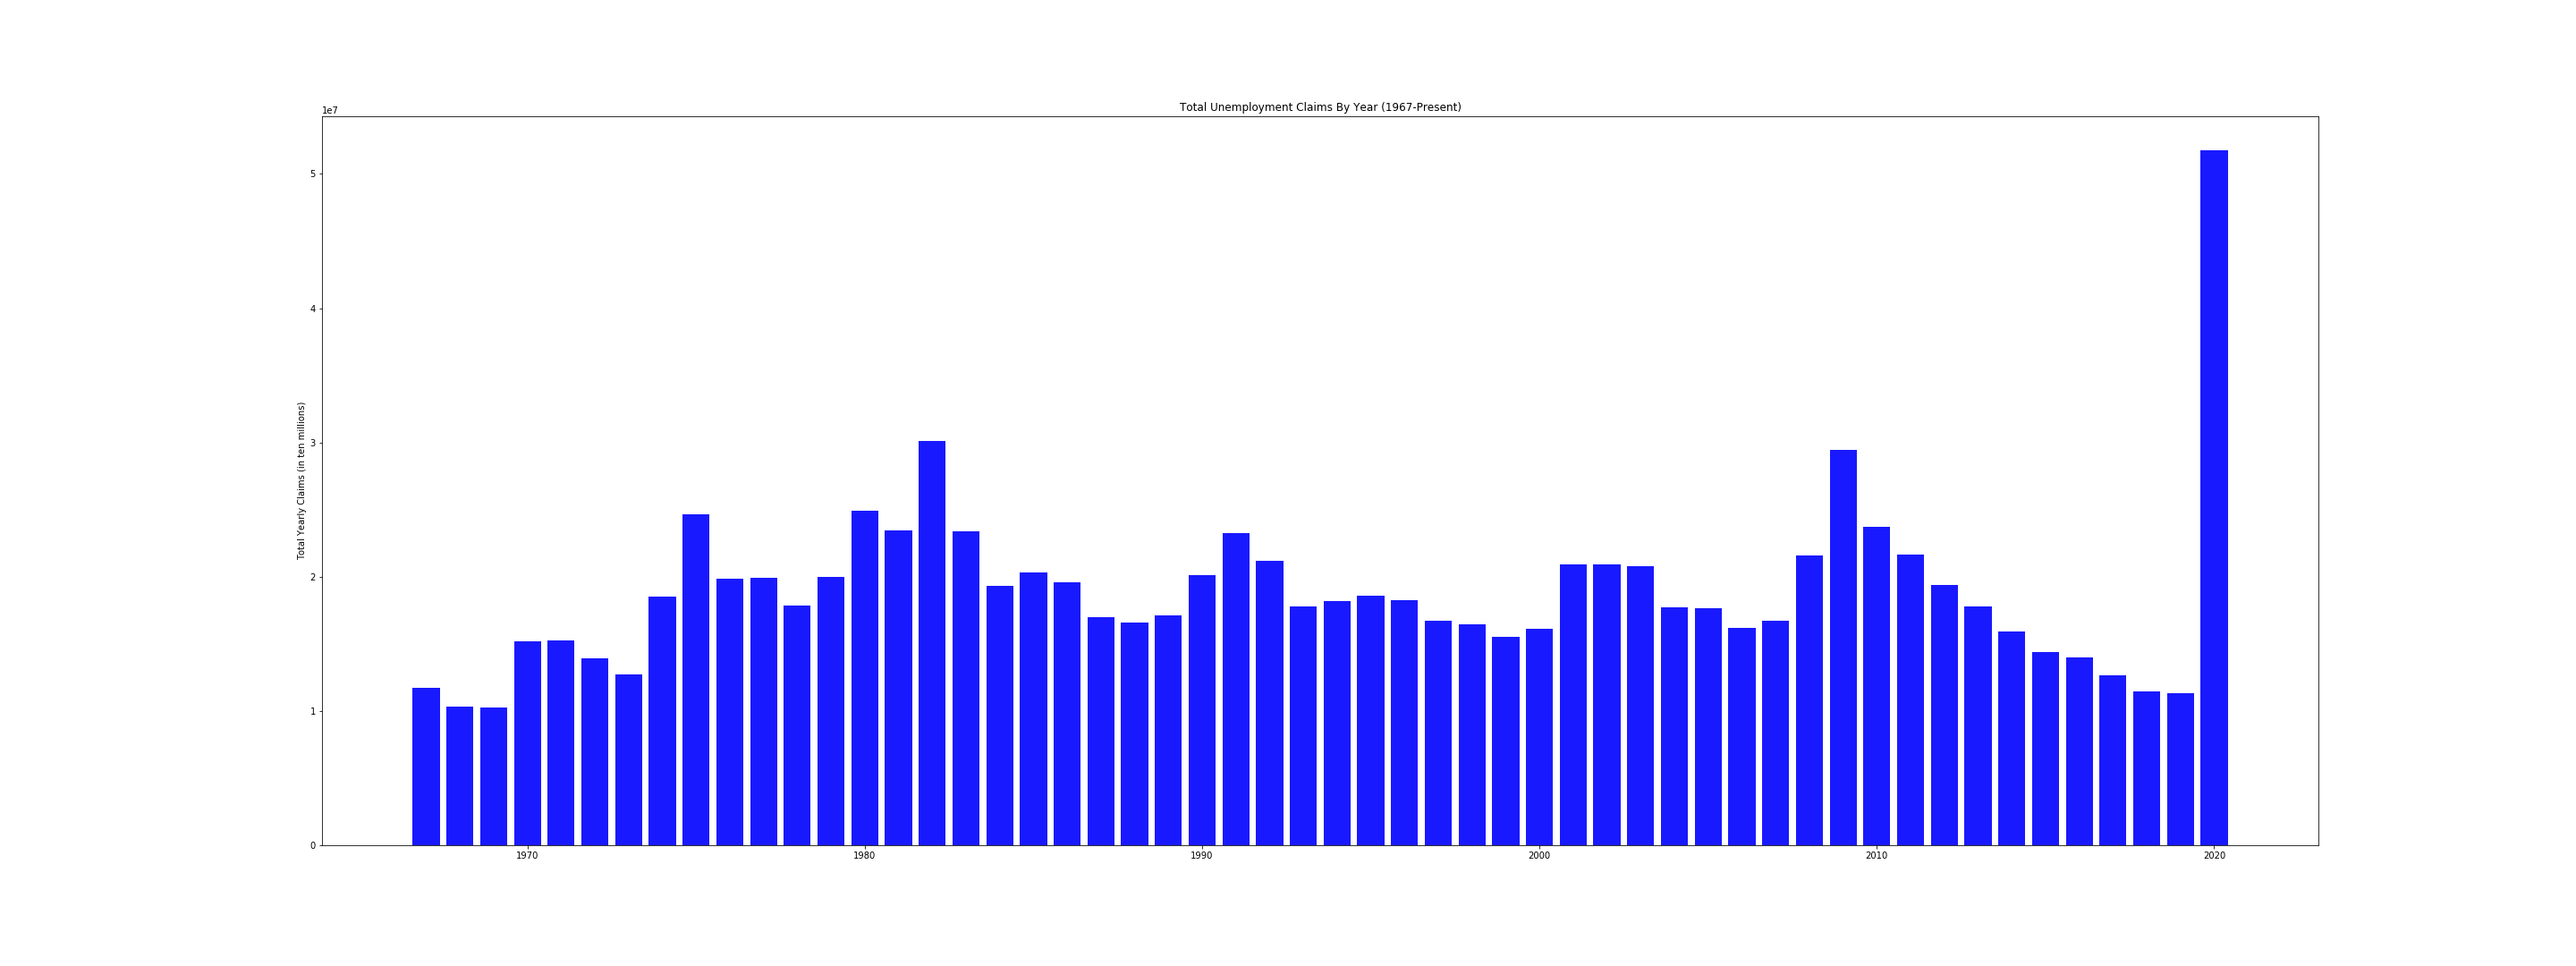 Total Unemployment Claims By Year (1967-Present)
1e7
5
4
3
2
1
0
Total Yearly Claims (in ten millions)
1970 1980 1990 2000 2010 2020